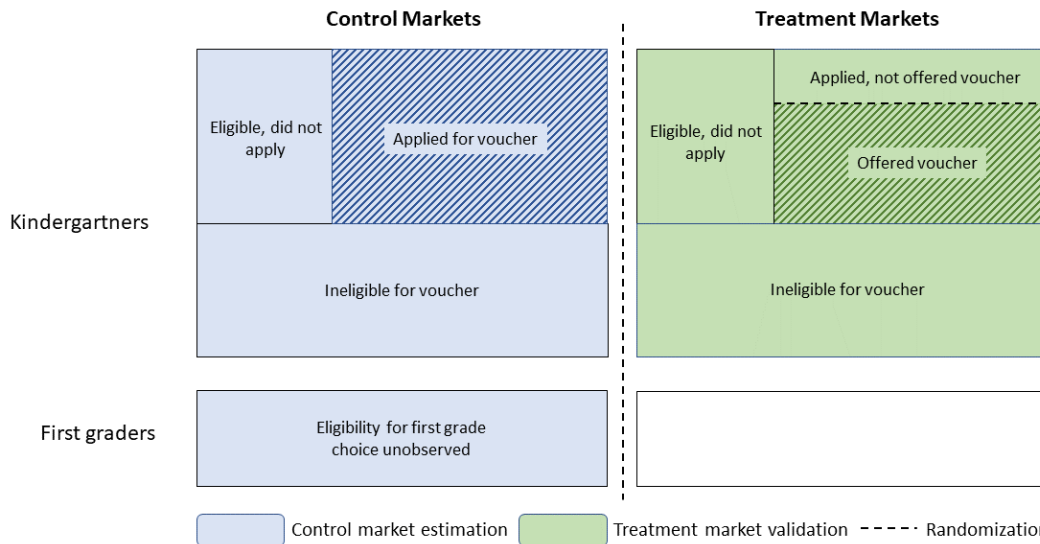 Control Markets
Treatment Markets
Eligible, did not
apply
Applied for voucher
Applied, not offered voucher
Eligible, did not
apply
Offered voucher
Kindergartners
Ineligible for voucher
Ineligible for voucher
First graders
Eligibility for first grade
choice unobserved
Control market estimation
Treatment market validation
Randomization